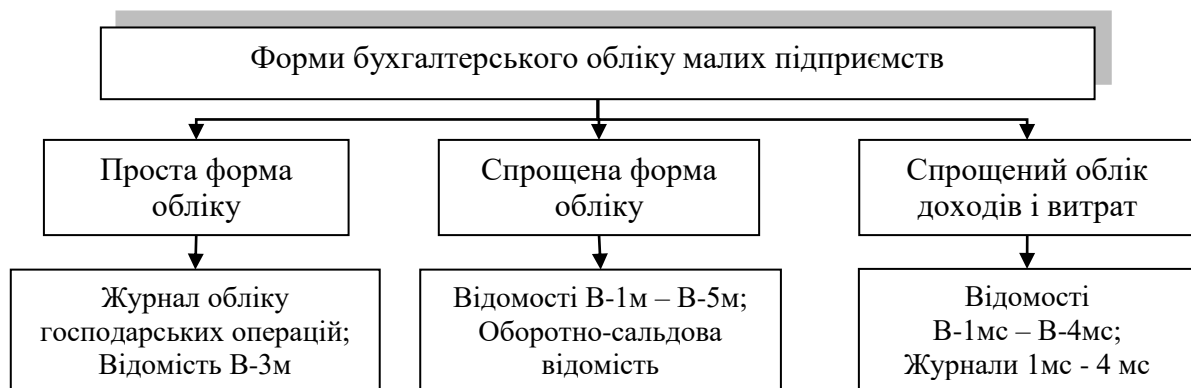 Форми бухгалтерського обліку малих підприємств
Проста форма
обліку
Спрощена форма
обліку
Спрощений облік
доходів і витрат
Журнал обліку
господарських операцій;
Відомість В-3м
Відомості В-1м – В-5м;
Оборотно-сальдова
відомість
Відомості
В-1мс – В-4мс;
Журнали 1мс - 4 мс